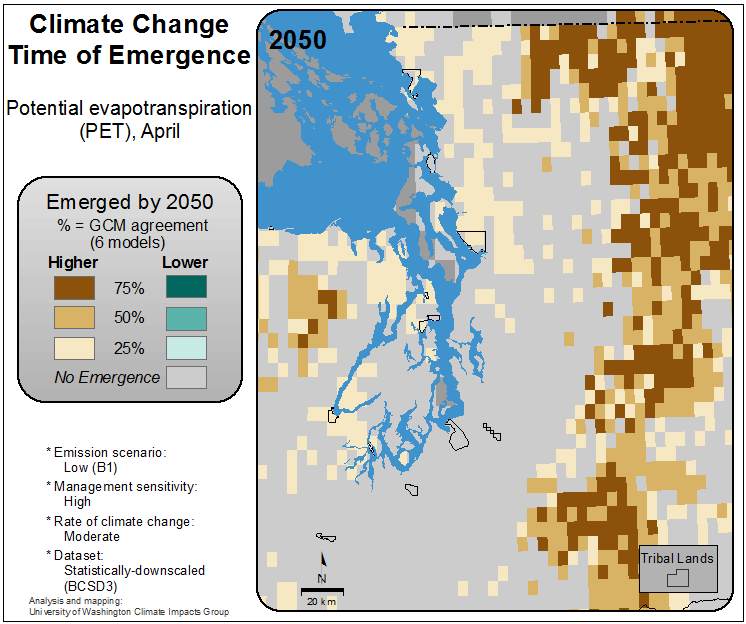 Climate Change
Time of Emergence
Potential evapotranspiration
(PET), April
Emerged by 2050
% = GCM agreement
(6 models)
Higher Lower
75%
50%
25%
No Emergence
* Emission scenario:
Low (B1)
* Management sensitivity:
High
* Rate of climate change:
Moderate
* Dataset:
Statistically-downscaled
(BCSD3)
Analysis and mapping:
University of Washington Climate Impacts Group
2050
N
20 km
Tribal Lands